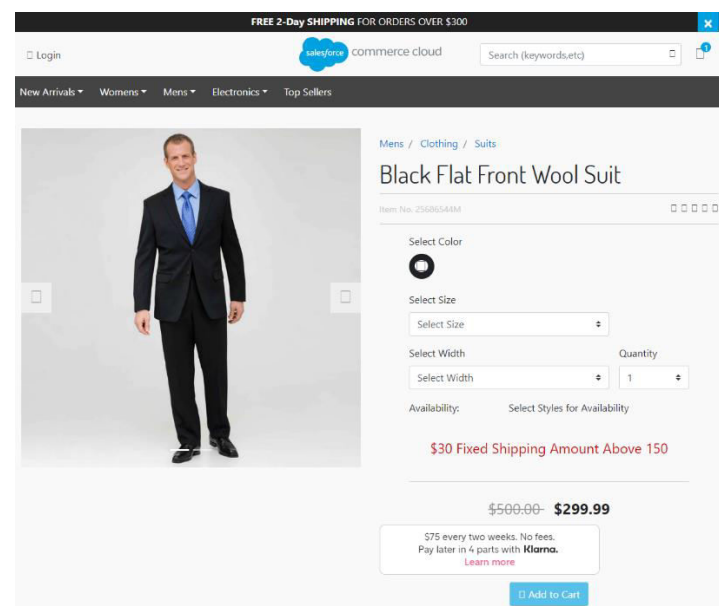 FREE 2-Day SHIPPING FOR ORDERS OVER $300
×
Login
salesforce commerce cloud
Search (keywords,etc)
1
New Arrivals
Womens
Mens
Electronics
Top Sellers
Mens / Clothing / Suits
Black Flat Front Wool Suit
Item No. 25686544M
Select Color
Select Size
Select Size
Select Width
Quantity
Select Width
1
Availability: Select Styles for Availability
$30 Fixed Shipping Amount Above 150
$500.00 $299.99
$75 every two weeks. No fees.
Pay later in 4 parts with Klarna.
Learn more
Add to Cart